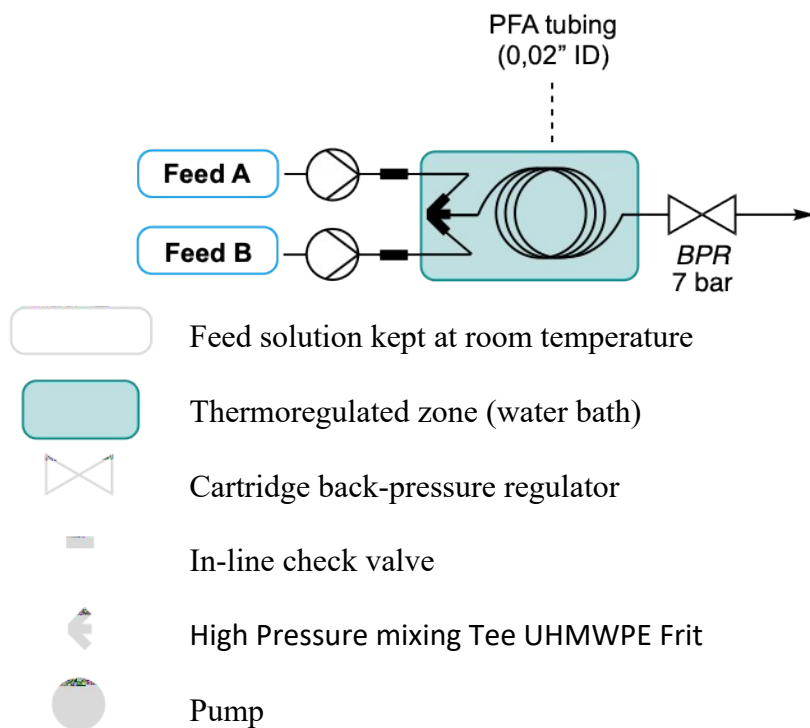 PFA tubing
(0,02” ID)
Feed A
Feed B
BPR
7 bar
Feed solution kept at room temperature
Thermoregulated zone (water bath)
Cartridge back-pressure regulator
In-line check valve
High Pressure mixing Tee UHMWPE Frit
Pump